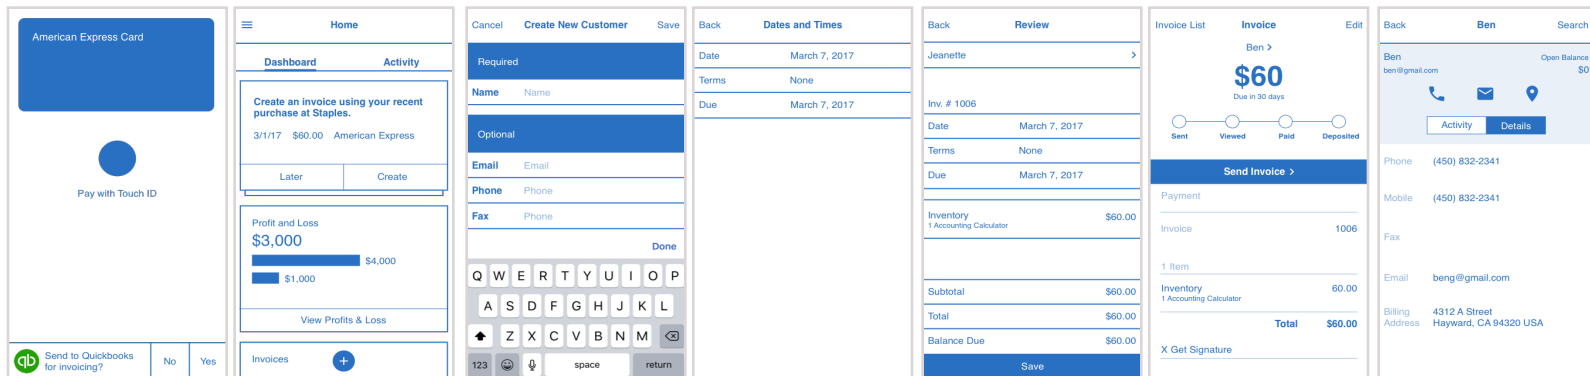 American Express Card
Pay with Touch ID
qb
Send to Quickbooks
for invoicing?
No
Yes
Home
Dashboard
Activity
Create an invoice using your recent
purchase at Staples.
3/1/17 $60.00 American Express
Later
Create
Profit and Loss
$3,000
$4,000
$1,000
View Profits & Loss
Invoices
+
Cancel
Create New Customer
Save
Required
Name Name
Optional
Email Email
Phone Phone
Fax Phone
Done
Q W E R T Y U I O P
A S D F G H J K L
Z X C V B N M
123 space return
Back
Dates and Times
Date March 7, 2017
Terms None
Due March 7, 2017
Back
Review
Jeanette >
Inv. # 1006
Date March 7, 2017
Terms None
Due March 7, 2017
Inventory $60.00
1 Accounting Calculator
Subtotal $60.00
Total $60.00
Balance Due $60.00
Save
Invoice List
Invoice
Edit
Ben >
$60
Due in 30 days
Sent Viewed Paid Deposited
Send Invoice >
Payment
Invoice 1006
1 Item
Inventory 60.00
1 Accounting Calculator
Total $60.00
X Get Signature
Back
Ben
Search
Ben Open Balance
ben@gmail.com $0
Activity Details
Phone (450) 832-2341
Mobile (450) 832-2341
Fax
Email beng@gmail.com
Billing 4312 A Street
Address Hayward, CA 94320 USA